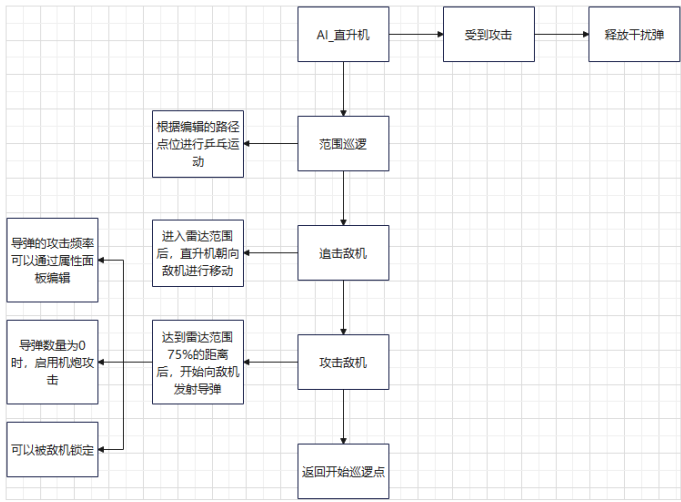 AI_直升机
受到攻击
释放干扰弹
根据编辑的路径
点位进行乒乓运
动
范围巡逻
进入雷达范围
后，直升机朝向
敌机进行移动
追击敌机
导弹的攻击频率
可以通过属性面
板编辑
导弹数量为0
时，启用机炮攻
击
达到雷达范围
75%的距离
后，开始向敌机
发射导弹
攻击敌机
可以被敌机锁定
返回开始巡逻点